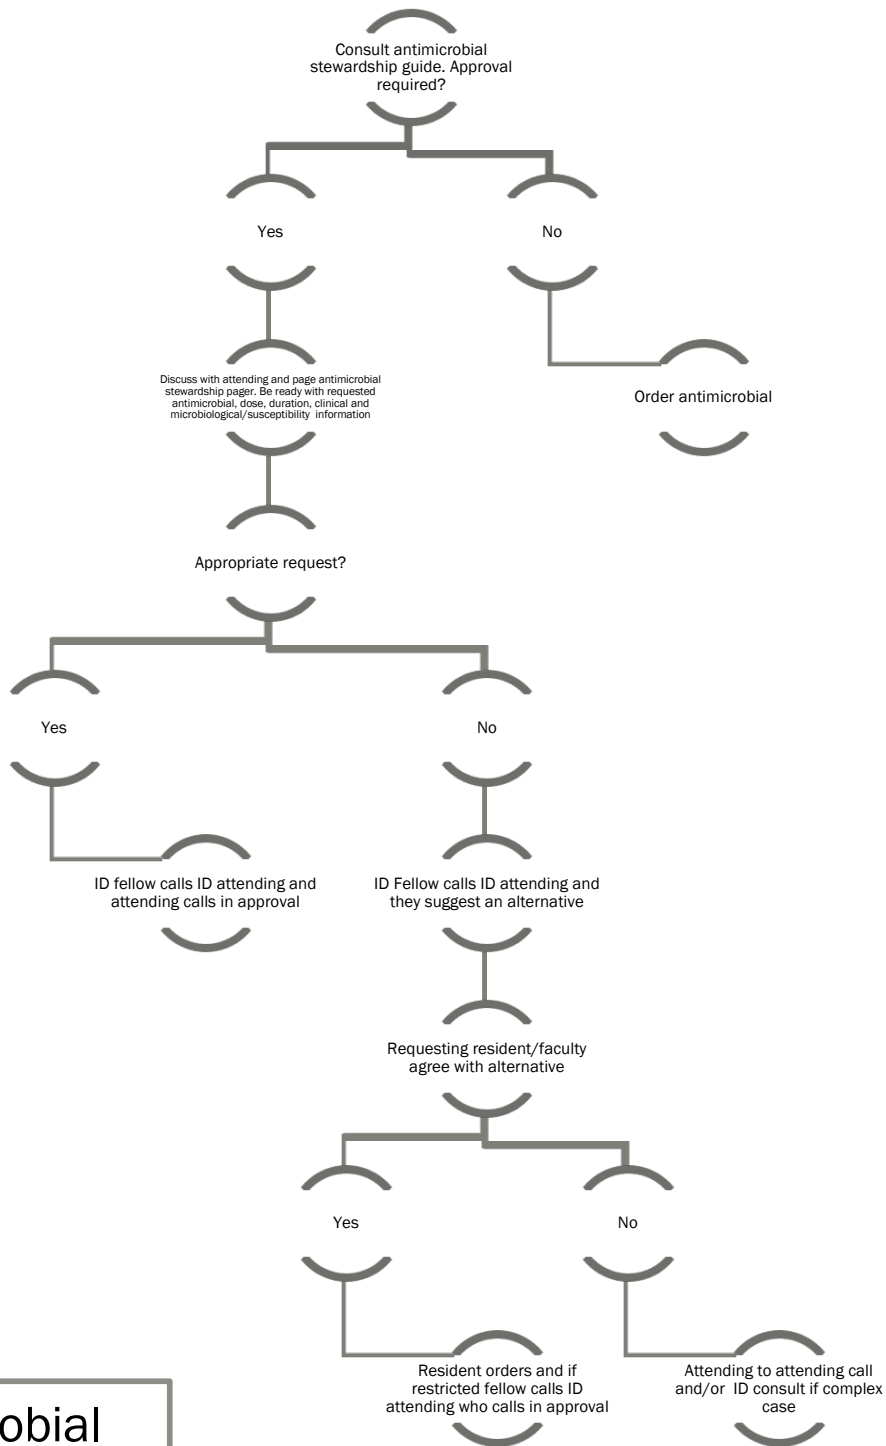 Consult antimicrobial
stewardship guide. Approval
required?
Yes
No
Discuss with attending and page antimicrobial
stewardship pager. Be ready with requested
antimicrobial, dose, duration, clinical and
microbiological/susceptibility information
Order antimicrobial
Appropriate request?
Yes
No
ID fellow calls ID attending and
attending calls in approval
ID Fellow calls ID attending and
they suggest an alternative
Requesting resident/faculty
agree with alternative
Yes
No
Resident orders and if
restricted fellow calls ID
attending who calls in approval
Attending to attending call
and/or ID consult if complex
case
obial